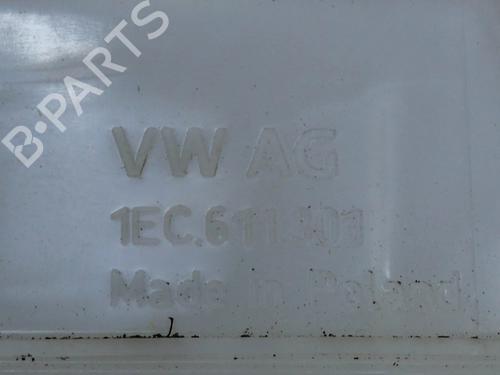 B-PARTS
VW AG
1EC.611.301
Made in Poland